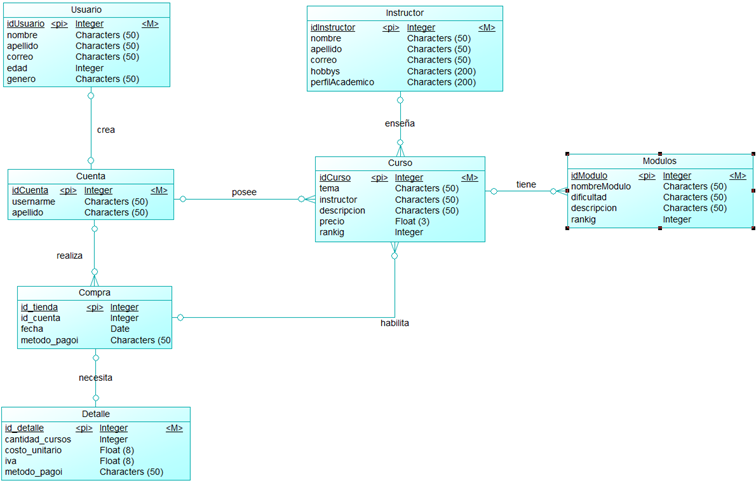 Usuario
idUsuario <pi> Integer <M>
nombre Characters (50)
apellido Characters (50)
correo Characters (50)
edad Integer
genero Characters (50)
Instructor
idInstructor <pi> Integer <M>
nombre Characters (50)
apellido Characters (50)
correo Characters (50)
hobbys Characters (200)
perfilAcademico Characters (200)
crea
enseña
Cuenta
idCuenta <pi> Integer <M>
usernarme Characters (50)
apellido Characters (50)
posee
Curso
idCurso <pi> Integer <M>
tema Characters (50)
instructor Characters (50)
descripcion Characters (50)
precio Float (3)
rankig Integer
tiene
Modulos
idModulo <pi> Integer <M>
nombreModulo Characters (50)
dificultad Characters (50)
descripcion Characters (50)
rankig Integer
realiza
Compra
id_tienda <pi> Integer
id_cuenta Integer
fecha Date
metodo_pagoi Characters (50
habilita
necesita
Detalle
id_detalle <pi> Integer <M>
cantidad_cursos Integer
costo_unitario Float (8)
iva Float (8)
metodo_pagoi Characters (50)